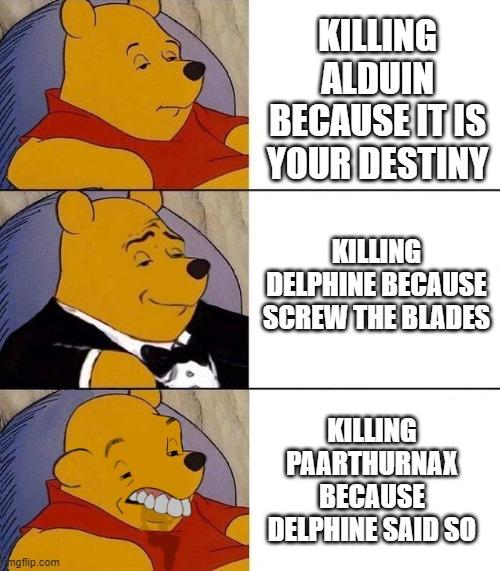 KILLING
ALDUIN
BECAUSE IT IS
YOUR DESTINY
KILLING
DELPHINE BECAUSE
SCREW THE BLADES
KILLING
PAARTHURNAX
BECAUSE
DELPHINE SAID SO
imgflip.com